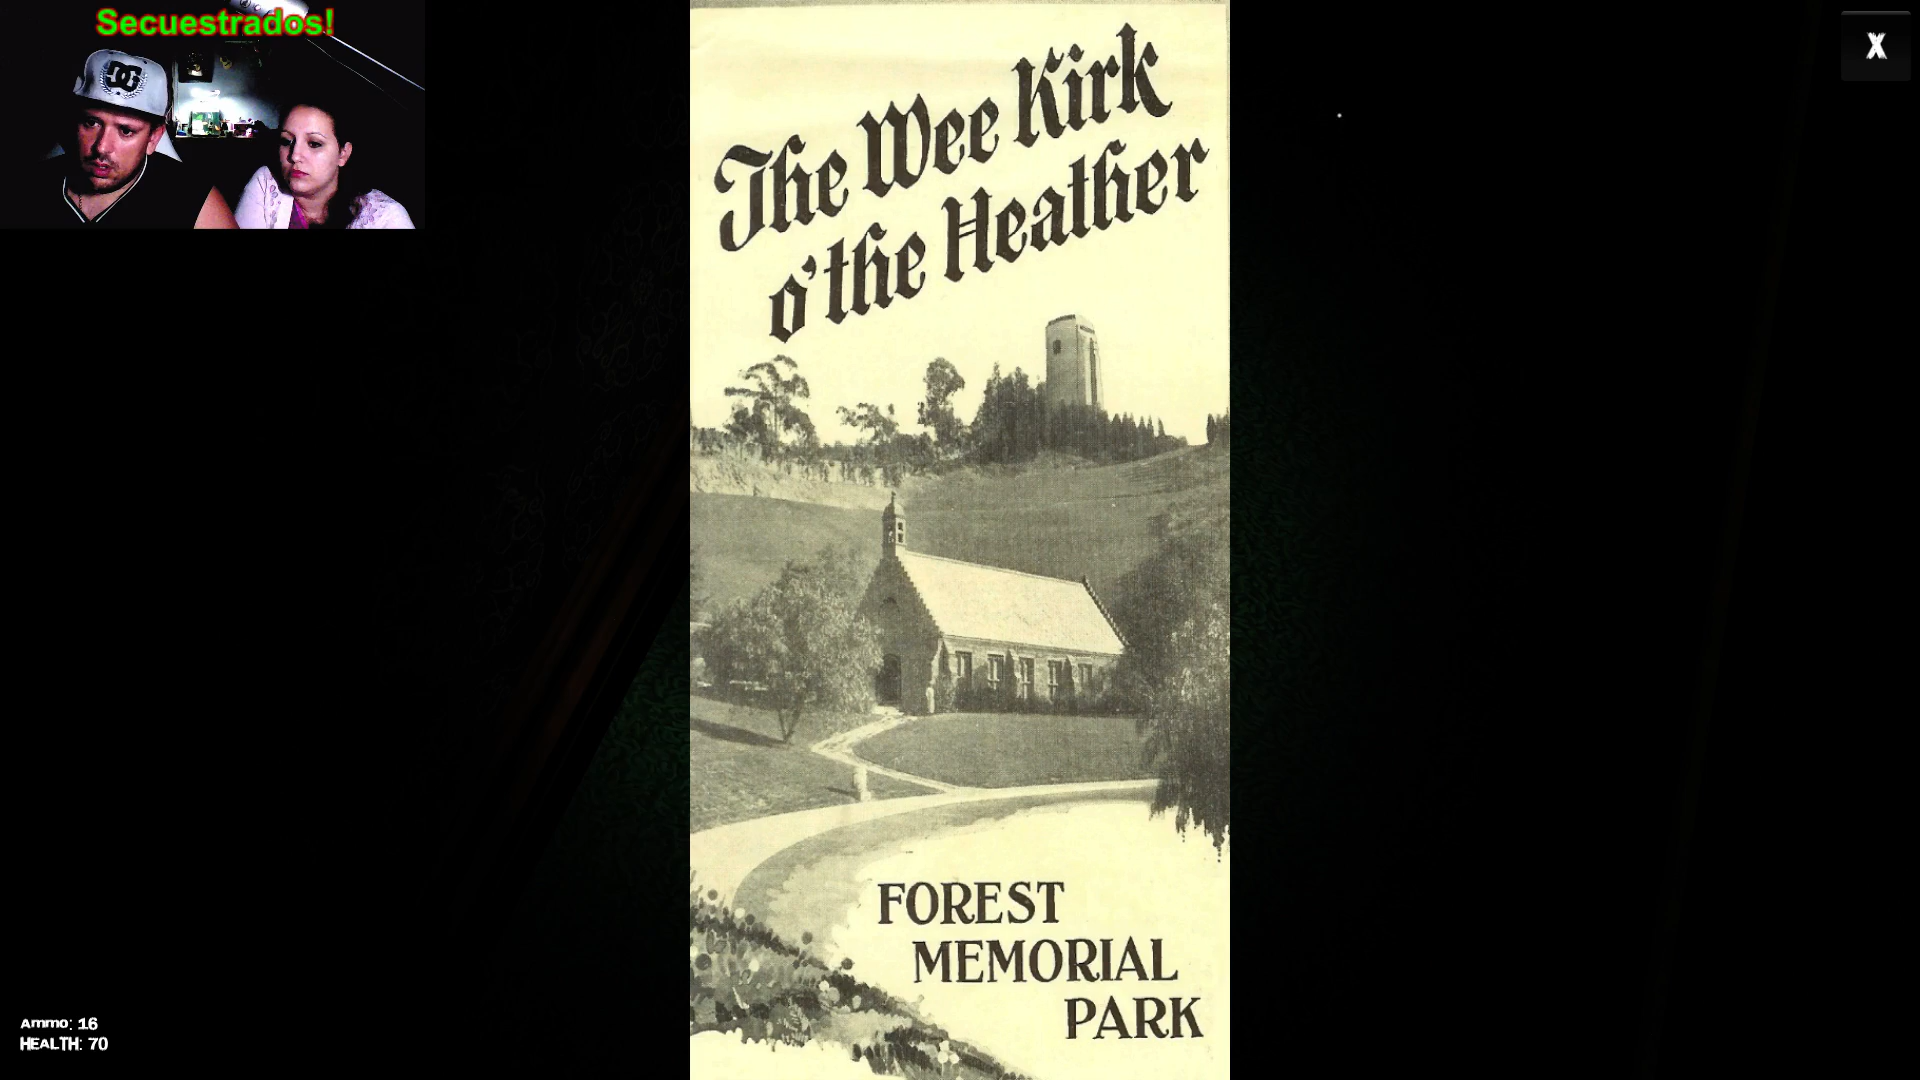 Secuestrados!
X
The Wee Kirk
o'the Heather
FOREST
MEMORIAL
PARK
Ammo: 16
HEALTH: 70